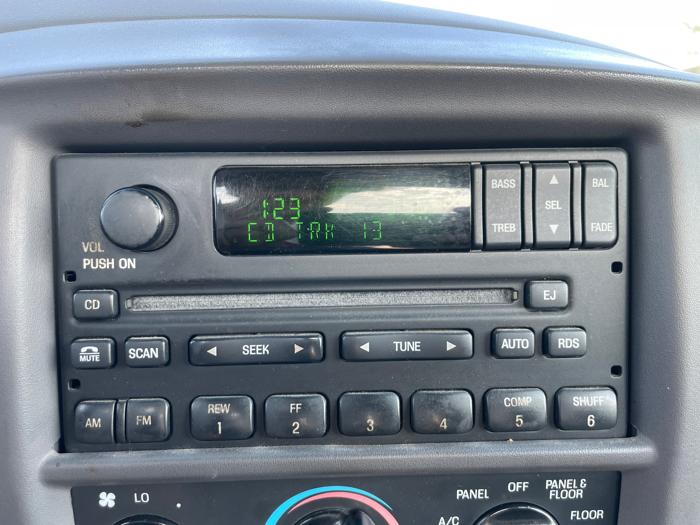 1:23
CD TRK 13
BASS
TREB
▲
SEL
▼
BAL
FADE
VOL
PUSH ON
CD
EJ
MUTE
SCAN
◄ SEEK ►
◄ TUNE ►
AUTO
RDS
AM
FM
REW
1
FF
2
3
4
COMP
5
SHUFF
6
LO
PANEL
OFF
PANEL &
FLOOR
A/C
FLOOR